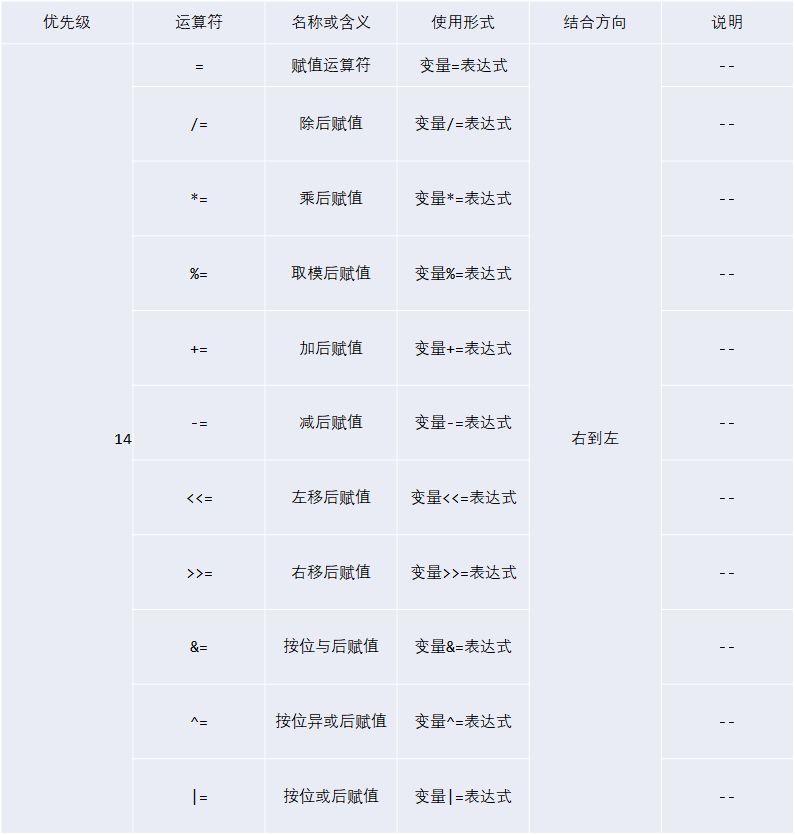 优先级 运算符 名称或含义 使用形式 结合方向 说明
= 赋值运算符 变量=表达式 --
/= 除后赋值 变量/=表达式 --
*= 乘后赋值 变量*=表达式 --
%= 取模后赋值 变量%=表达式 --
+= 加后赋值 变量+=表达式 --
-= 减后赋值 变量-=表达式 --
14 右到左
<<= 左移后赋值 变量<<=表达式 --
>>= 右移后赋值 变量>>=表达式 --
&= 按位与后赋值 变量&=表达式 --
^= 按位异或后赋值 变量^=表达式 --
|= 按位或后赋值 变量|=表达式 --